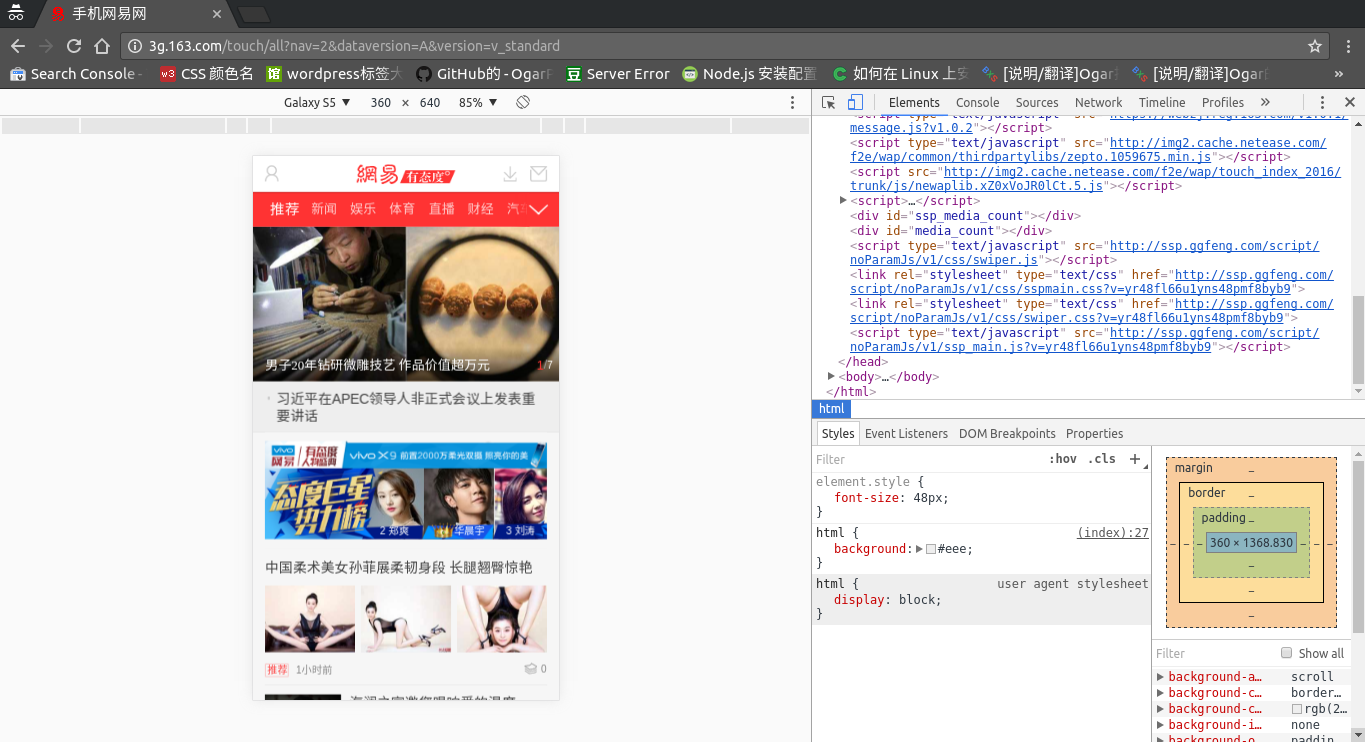 手机网易网
3g.163.com/touch/all?nav=2&dataversion=A&version=v_standard
Search Console - CSS 颜色名 wordpress标签大 GitHub的 - OgarP Server Error Node.js 安装配置 如何在 Linux 上安 [说明/翻译]Ogar [说明/翻译]Ogar »
Galaxy S5 ▼ 360 × 640 85% ▼
Elements Console Sources Network Timeline Profiles »
網易 有态度°
推荐 新闻 娱乐 体育 直播 财经 汽
男子20年钻研微雕技艺 作品价值超万元 1/7
习近平在APEC领导人非正式会议上发表重
要讲话
vivo 网易 有态度人物盛典 vivo X9 前置2000万柔光双摄 照亮你的美
态度巨星
势力榜
2 郑爽 1 华晨宇 3 刘涛
中国柔术美女孙菲展柔韧身段 长腿翘臀惊艳
推荐 1小时前 0
message.js?v1.0.2"></script>
<script type="text/javascript" src="http://img2.cache.netease.com/
f2e/wap/common/thirdpartylibs/zepto.1059675.min.js"></script>
<script src="http://img2.cache.netease.com/f2e/wap/touch_index_2016/
trunk/js/newaplib.xZ0xVoJR0lCt.5.js"></script>
<script>…</script>
<div id="ssp_media_count"></div>
<div id="media_count"></div>
<script type="text/javascript" src="http://ssp.ggfeng.com/script/
noParamJs/v1/css/swiper.js"></script>
<link rel="stylesheet" type="text/css" href="http://ssp.ggfeng.com/
script/noParamJs/v1/css/sspmain.css?v=yr48fl66u1yns48pmf8byb9">
<link rel="stylesheet" type="text/css" href="http://ssp.ggfeng.com/
script/noParamJs/v1/css/swiper.css?v=yr48fl66u1yns48pmf8byb9">
<script type="text/javascript" src="http://ssp.ggfeng.com/script/
noParamJs/v1/ssp_main.js?v=yr48fl66u1yns48pmf8byb9"></script>
</head>
<body>…</body>
</html>
html
Styles Event Listeners DOM Breakpoints Properties
Filter :hov .cls +
element.style {
font-size: 48px;
}
html { (index):27
background: #eee;
}
html { user agent stylesheet
display: block;
}
margin –
border –
padding –
– – – 360 × 1368.830 – – –
–
–
–
Filter Show all
background-a… scroll
background-c… border…
background-c… rgb(2…
background-i… none